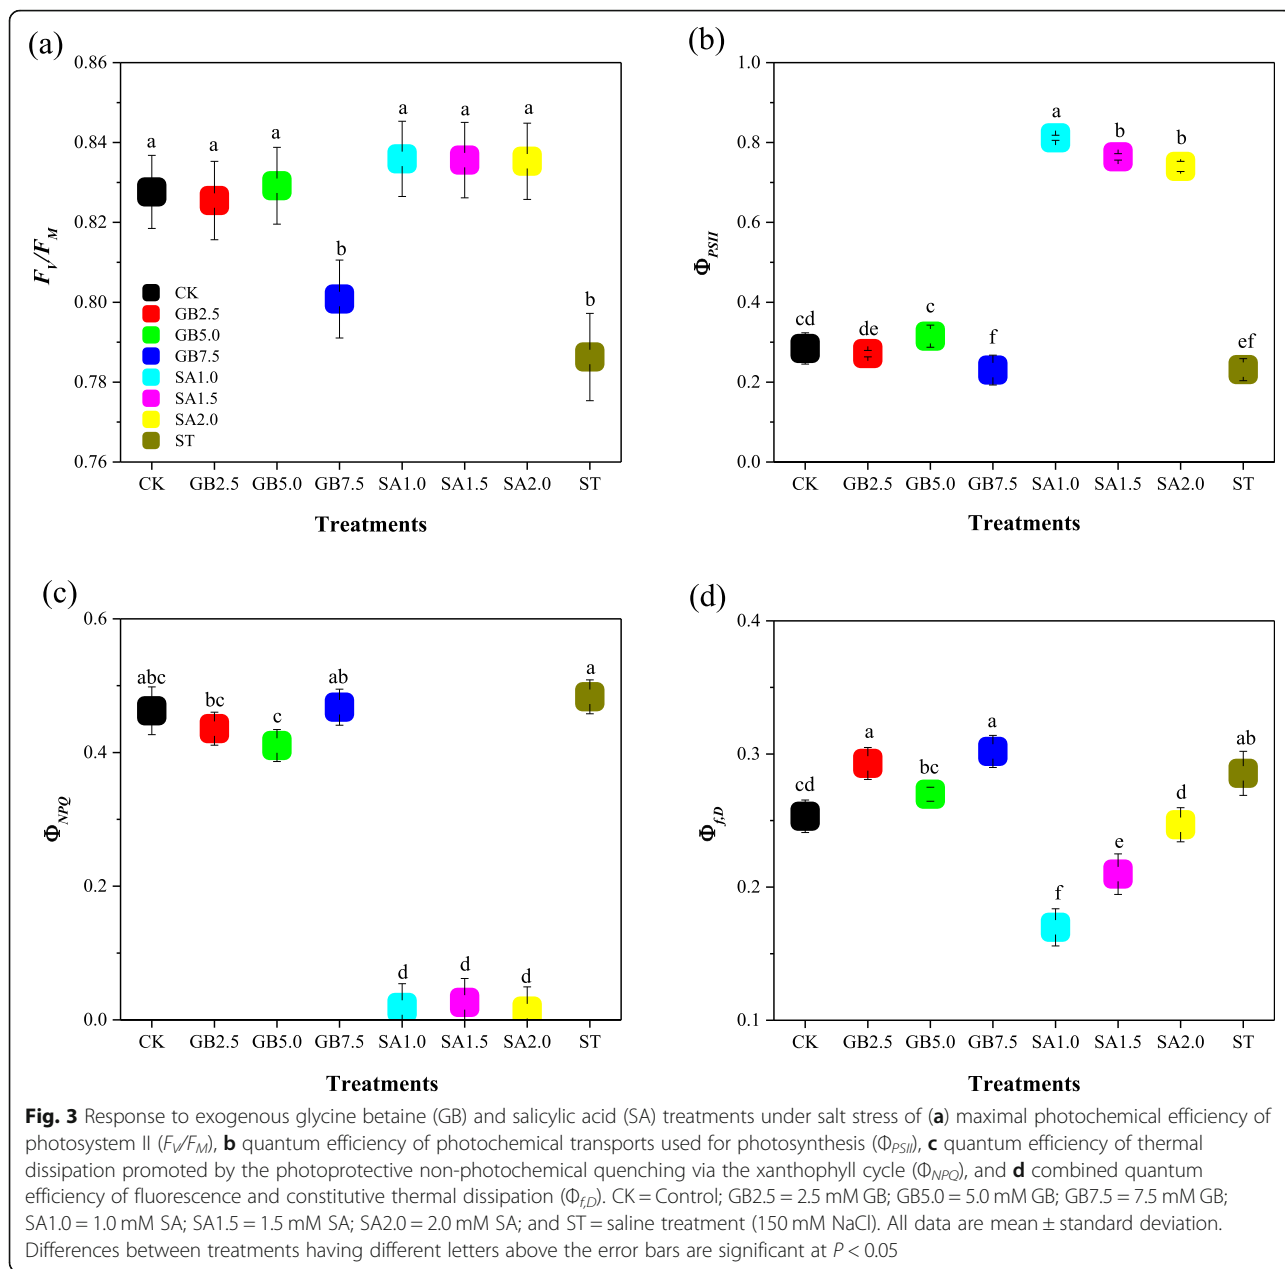 (a)
0.86
0.84
0.82
0.80
0.78
0.76
F_V/F_M
a
a
a
b
a
a
a
b
CK
GB2.5
GB5.0
GB7.5
SA1.0
SA1.5
SA2.0
ST
CK GB2.5 GB5.0 GB7.5 SA1.0 SA1.5 SA2.0 ST
Treatments
(b)
1.0
0.8
0.6
0.4
0.2
0.0
Φ_PSII
cd
de
c
f
a
b
b
ef
CK GB2.5 GB5.0 GB7.5 SA1.0 SA1.5 SA2.0 ST
Treatments
(c)
0.6
0.4
0.2
0.0
Φ_NPQ
abc
bc
c
ab
d
d
d
a
CK GB2.5 GB5.0 GB7.5 SA1.0 SA1.5 SA2.0 ST
Treatments
(d)
0.4
0.3
0.2
0.1
Φ_f,D
cd
a
bc
a
f
e
d
ab
CK GB2.5 GB5.0 GB7.5 SA1.0 SA1.5 SA2.0 ST
Treatments
Fig. 3 Response to exogenous glycine betaine (GB) and salicylic acid (SA) treatments under salt stress of (a) maximal photochemical efficiency of
photosystem II (F_V/F_M), b quantum efficiency of photochemical transports used for photosynthesis (Φ_PSII), c quantum efficiency of thermal
dissipation promoted by the photoprotective non-photochemical quenching via the xanthophyll cycle (Φ_NPQ), and d combined quantum
efficiency of fluorescence and constitutive thermal dissipation (Φ_f,D). CK = Control; GB2.5 = 2.5 mM GB; GB5.0 = 5.0 mM GB; GB7.5 = 7.5 mM GB;
SA1.0 = 1.0 mM SA; SA1.5 = 1.5 mM SA; SA2.0 = 2.0 mM SA; and ST = saline treatment (150 mM NaCl). All data are mean ± standard deviation.
Differences between treatments having different letters above the error bars are significant at P < 0.05